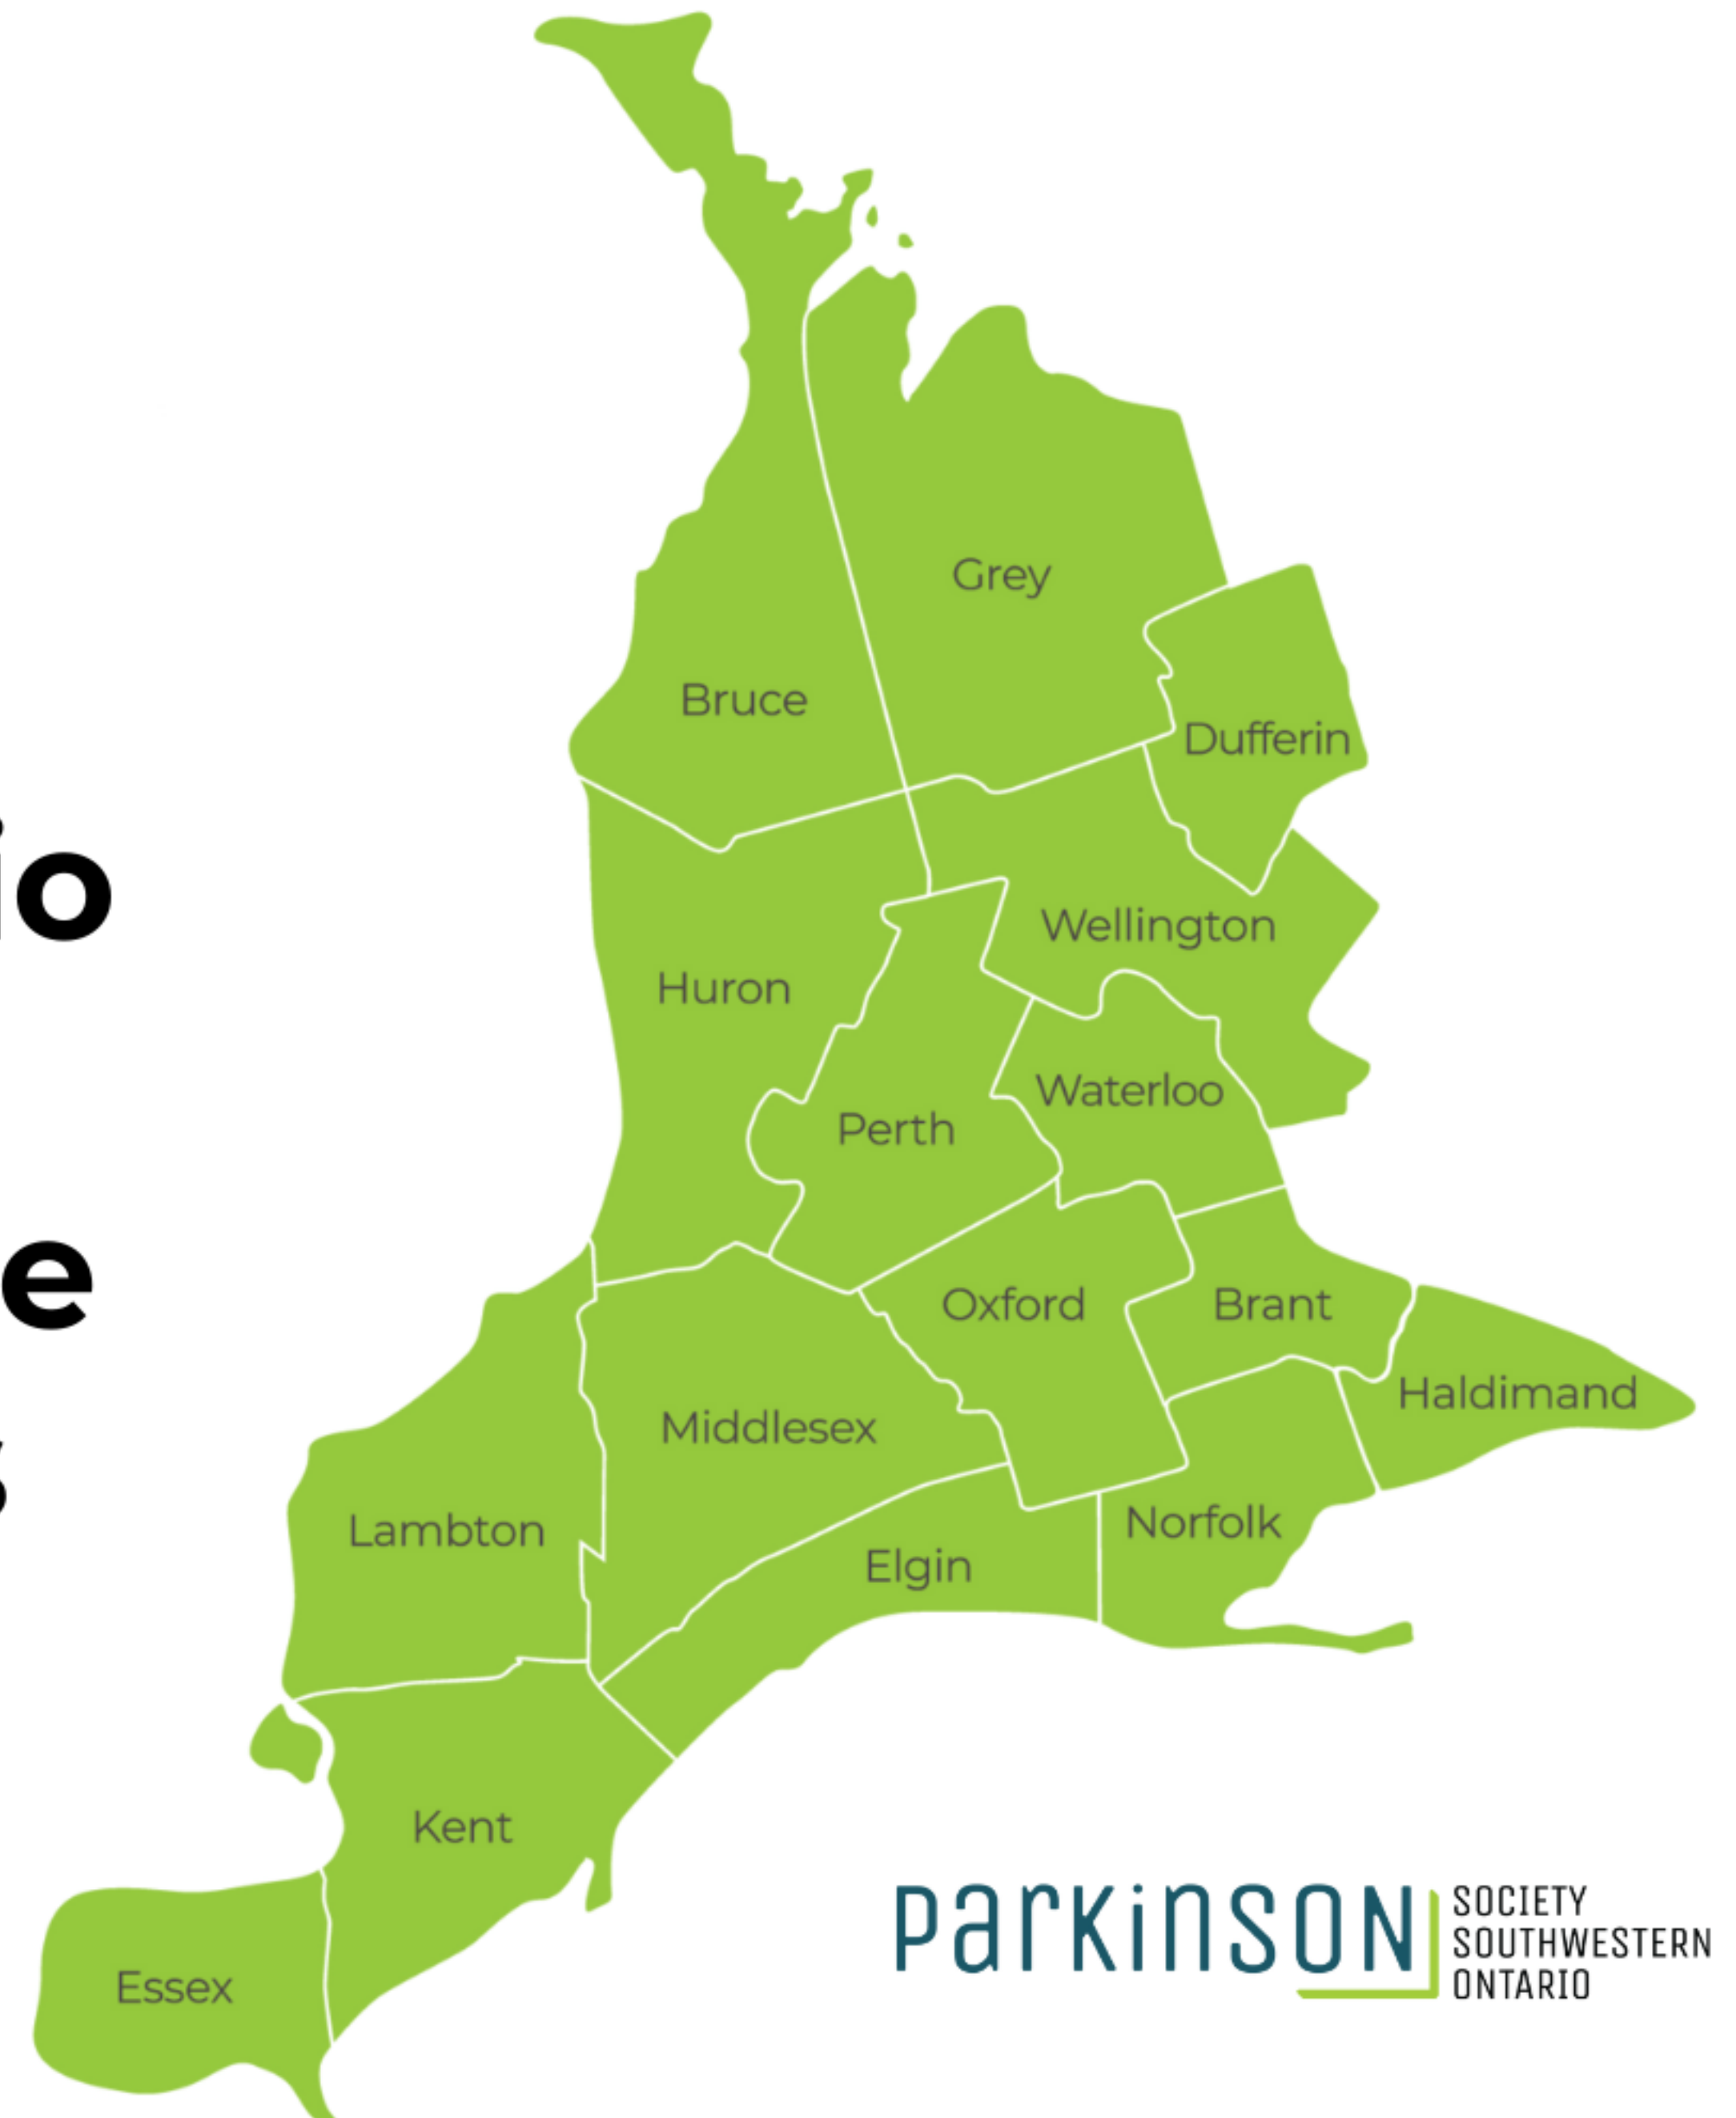 Grey
Bruce
Dufferin
io
Wellington
Huron
Waterloo
Perth
e
Oxford
Brant
Haldimand
Middlesex
Lambton
Norfolk
Elgin
Kent
Parkinson
SOCIETY
SOUTHWESTERN
ONTARIO
Essex